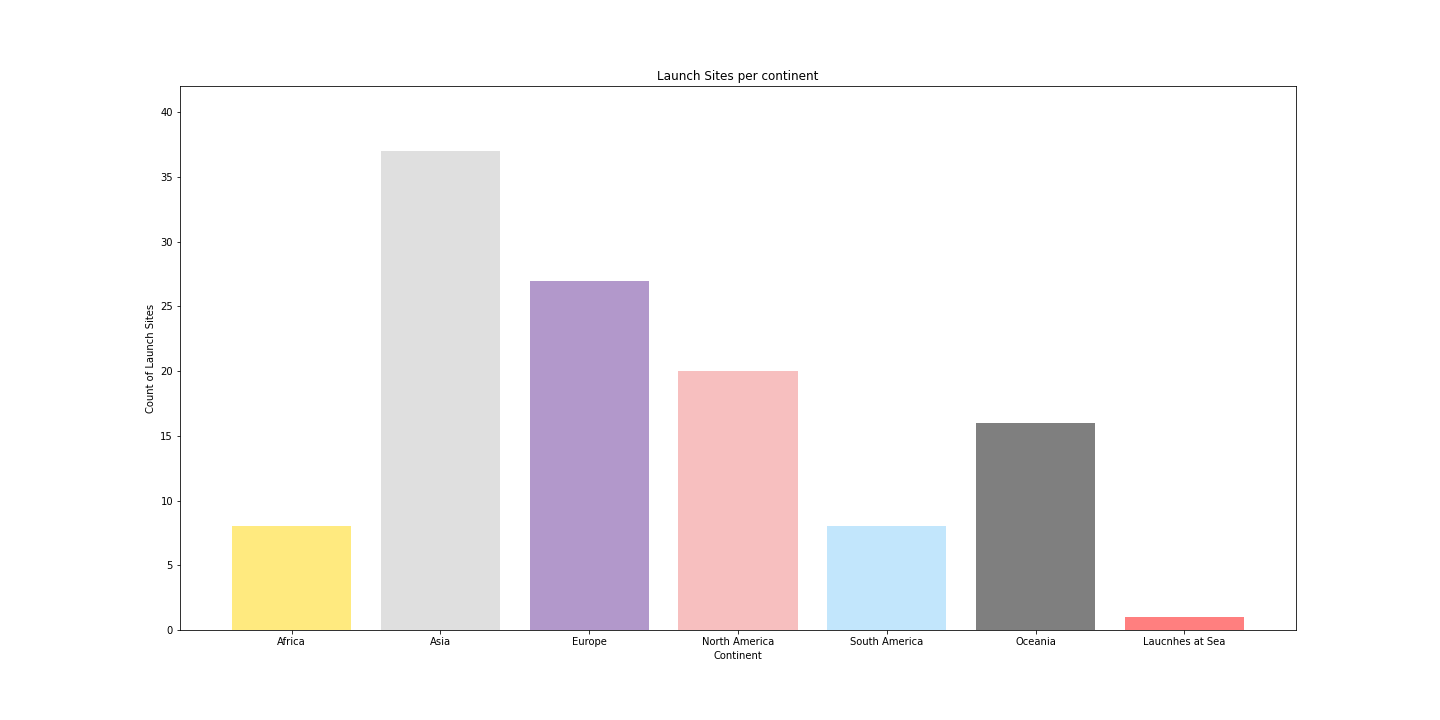 Launch Sites per continent
40
35
30
25
20
15
10
5
0
Count of Launch Sites
Africa Asia Europe North America South America Oceania Laucnhes at Sea
Continent